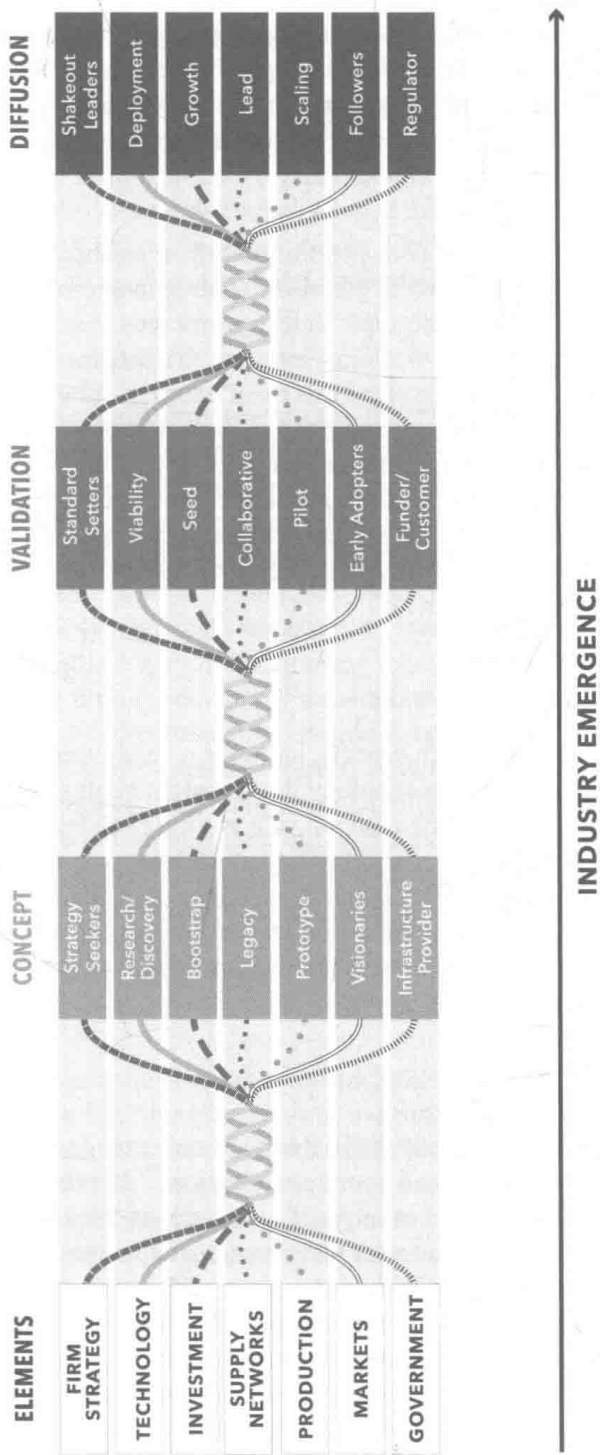 ELEMENTS
FIRM
STRATEGY
TECHNOLOGY
INVESTMENT
SUPPLY
NETWORKS
PRODUCTION
MARKETS
GOVERNMENT
CONCEPT
Strategy
Seekers
Research/
Discovery
Bootstrap
Legacy
Prototype
Visionaries
Infrastructure
Provider
VALIDATION
Standard
Setters
Viability
Seed
Collaborative
Pilot
Early Adopters
Funder/
Customer
DIFFUSION
Shakeout
Leaders
Deployment
Growth
Lead
Scaling
Followers
Regulator
INDUSTRY EMERGENCE